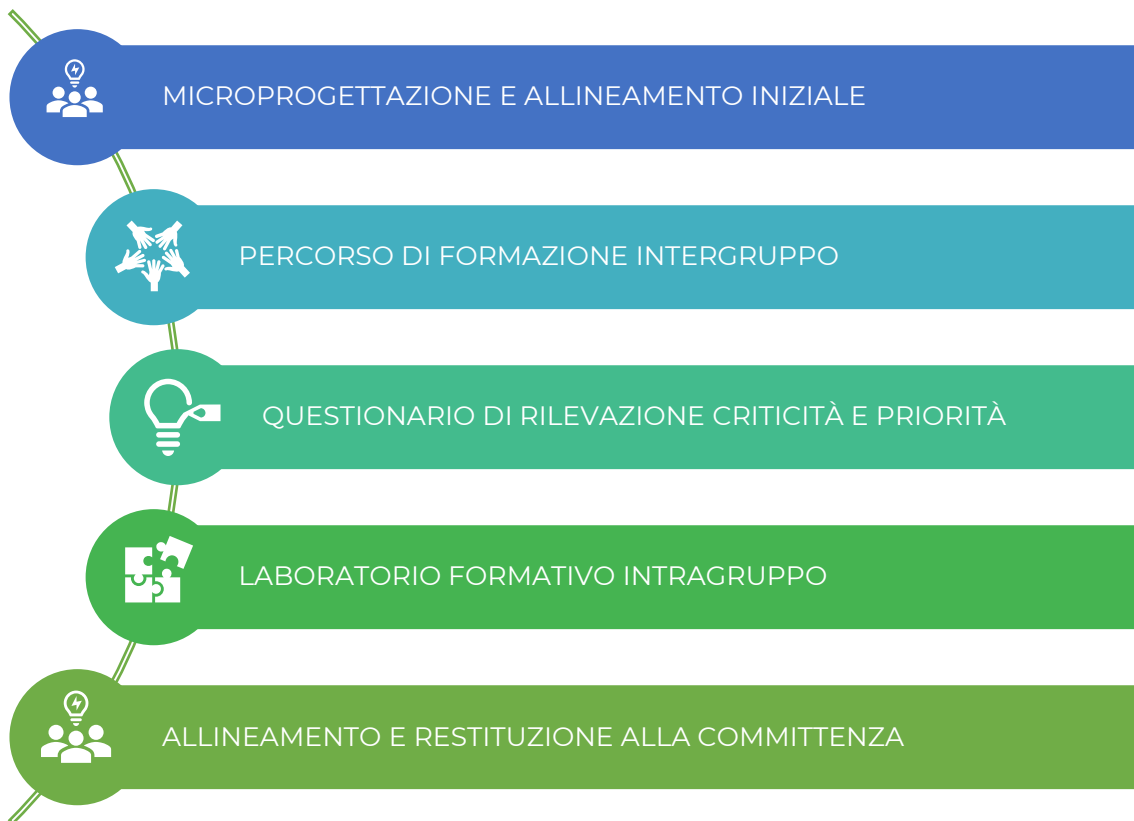 MICROPROGETTAZIONE E ALLINEAMENTO INIZIALE
PERCORSO DI FORMAZIONE INTERGRUPPO
QUESTIONARIO DI RILEVAZIONE CRITICITÀ E PRIORITÀ
LABORATORIO FORMATIVO INTRAGRUPPO
ALLINEAMENTO E RESTITUZIONE ALLA COMMITTENZA